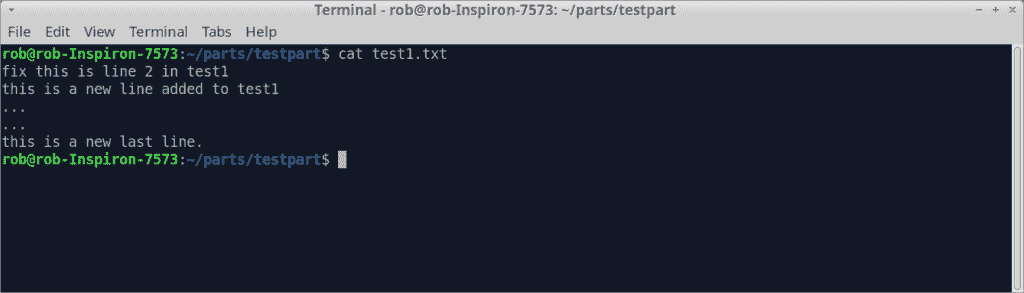 Terminal - rob@rob-Inspiron-7573: ~/parts/testpart
File Edit View Terminal Tabs Help
rob@rob-Inspiron-7573:~/parts/testpart$ cat test1.txt
fix this is line 2 in test1
this is a new line added to test1
...
...
this is a new last line.
rob@rob-Inspiron-7573:~/parts/testpart$